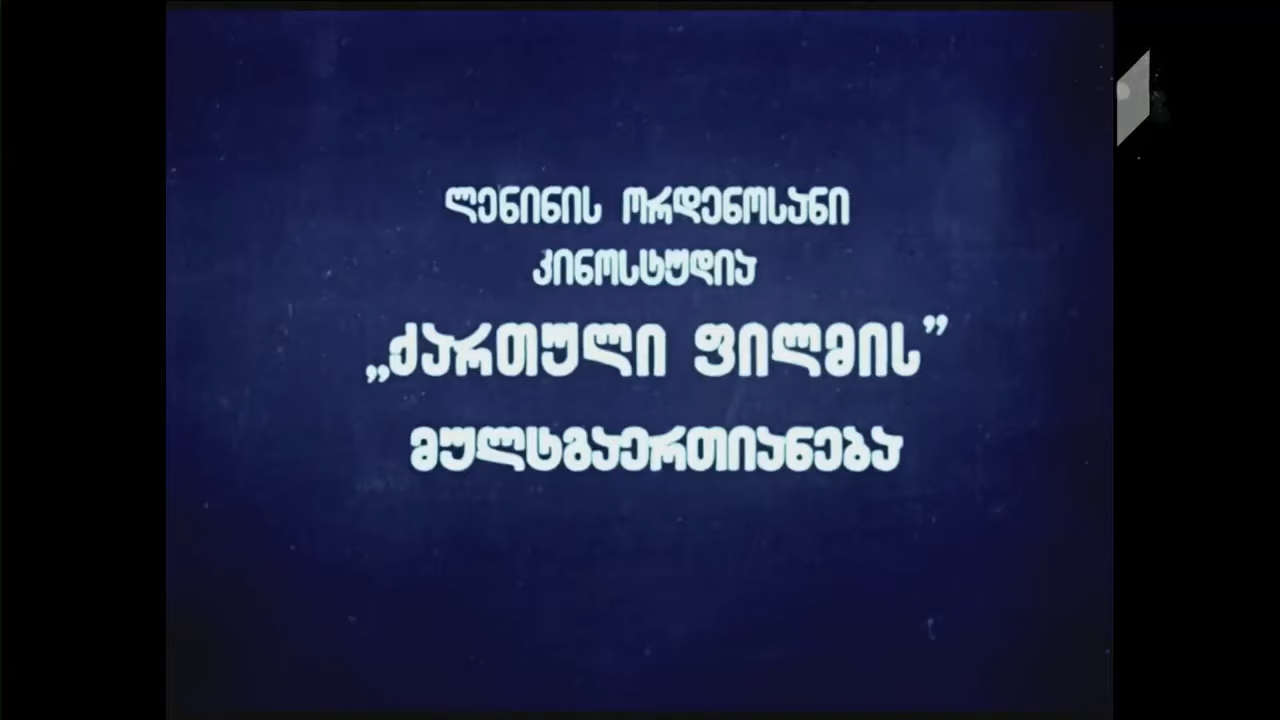 ლენინის ორდენოსანი
კინოსტუდია
„ქართული ფილმის”
მულტგაერთიანება